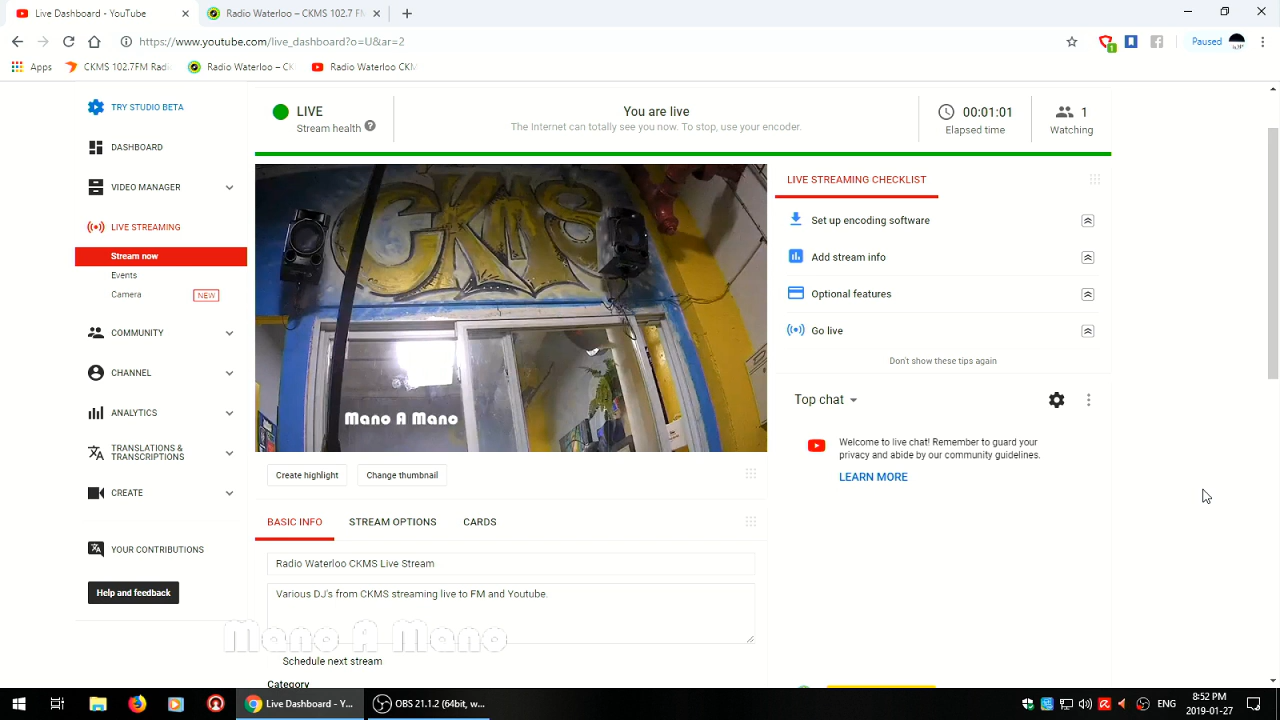 Live Dashboard - YouTube
Radio Waterloo – CKMS 102.7 F
https://www.youtube.com/live_dashboard?o=U&ar=2
1
Paused
Apps
CKMS 102.7FM Radi
Radio Waterloo – CK
Radio Waterloo CKM
TRY STUDIO BETA
DASHBOARD
VIDEO MANAGER
LIVE STREAMING
Stream now
Events
Camera
NEW
COMMUNITY
CHANNEL
ANALYTICS
TRANSLATIONS &
TRANSCRIPTIONS
CREATE
YOUR CONTRIBUTIONS
Help and feedback
LIVE
Stream health
You are live
The Internet can totally see you now. To stop, use your encoder.
00:01:01
Elapsed time
1
Watching
CKMS
Mano A Mano
Create highlight
Change thumbnail
BASIC INFO
STREAM OPTIONS
CARDS
Radio Waterloo CKMS Live Stream
Various DJ's from CKMS streaming live to FM and Youtube.
Mano A Mano
Schedule next stream
Category
LIVE STREAMING CHECKLIST
Set up encoding software
Add stream info
Optional features
Go live
Don't show these tips again
Top chat
Welcome to live chat! Remember to guard your
privacy and abide by our community guidelines.
LEARN MORE
Live Dashboard - Y...
OBS 21.1.2 (64bit, w...
ENG
8:52 PM
2019-01-27